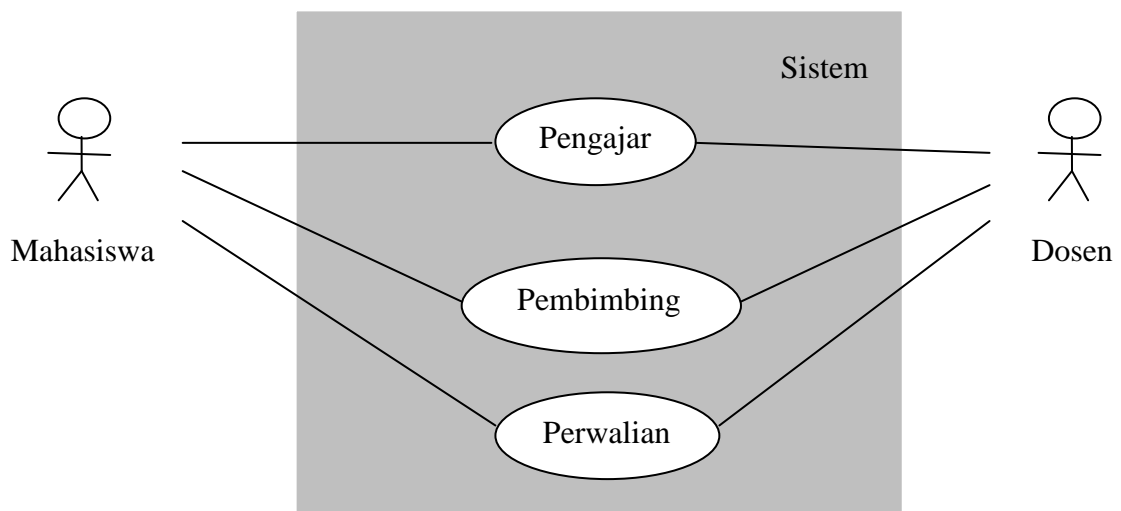 Sistem
Pengajar
Mahasiswa
Dosen
Pembimbing
Perwalian